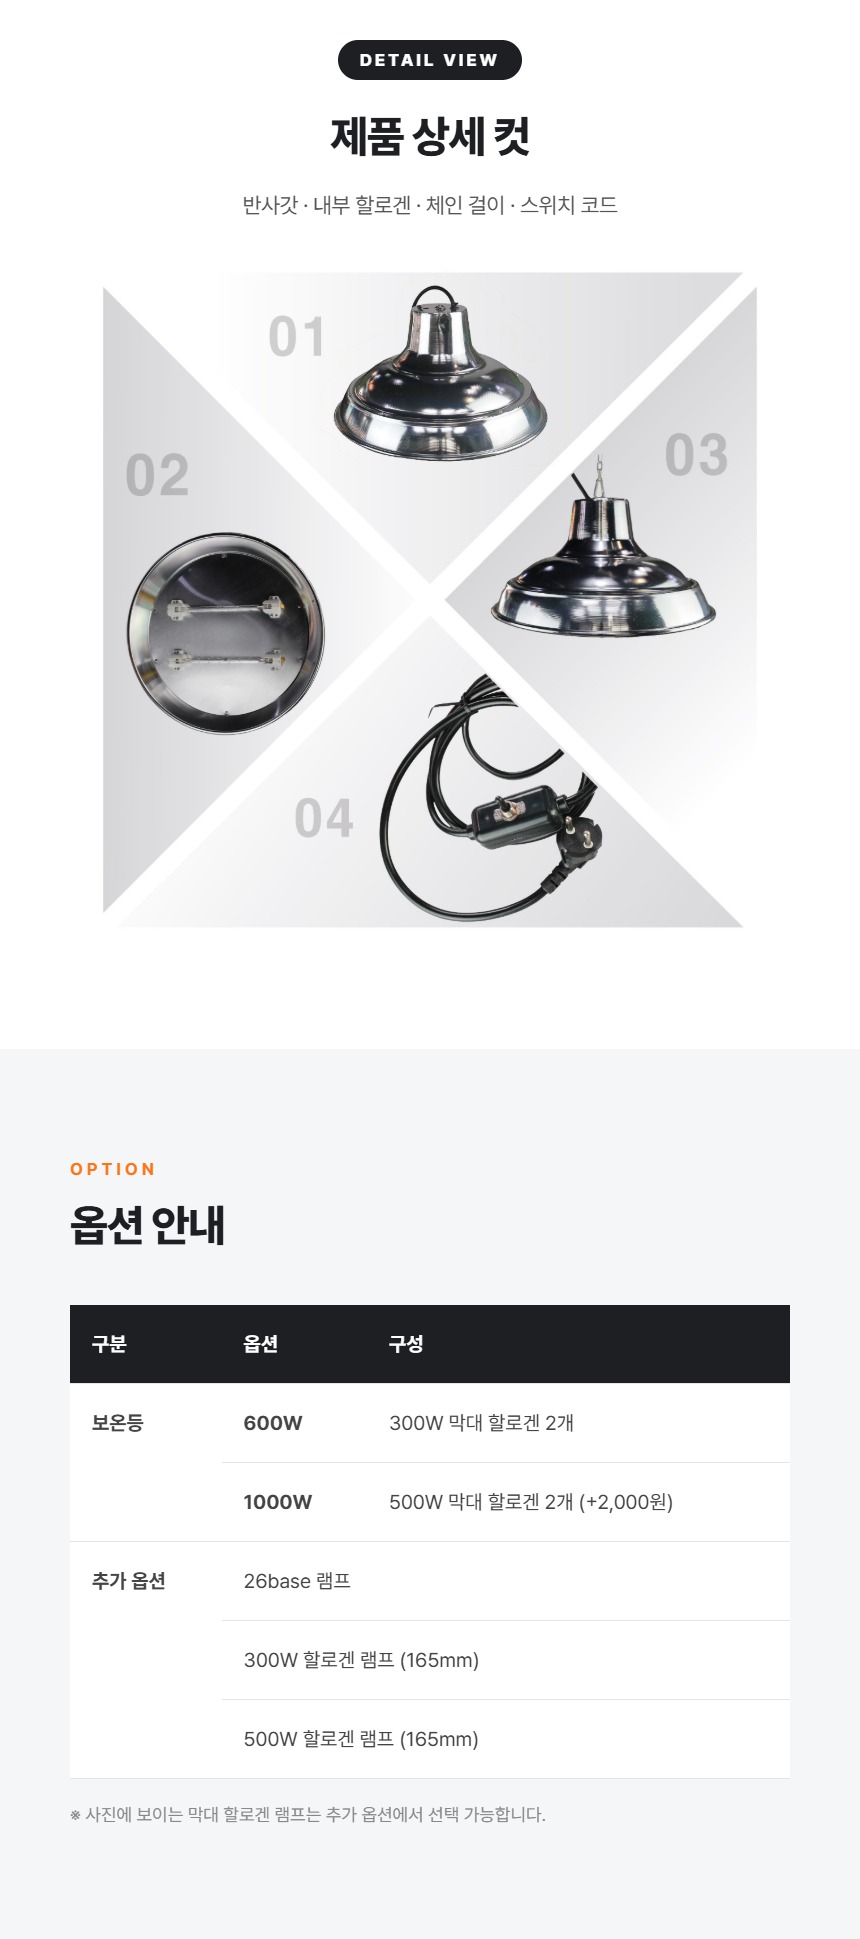 DETAIL VIEW
제품 상세 컷
반사갓 · 내부 할로겐 · 체인 걸이 · 스위치 코드
01
02
03
04
OPTION
옵션 안내
구분 옵션 구성
보온등 600W 300W 막대 할로겐 2개
1000W 500W 막대 할로겐 2개 (+2,000원)
추가 옵션 26base 램프
300W 할로겐 램프 (165mm)
500W 할로겐 램프 (165mm)
※ 사진에 보이는 막대 할로겐 램프는 추가 옵션에서 선택 가능합니다.